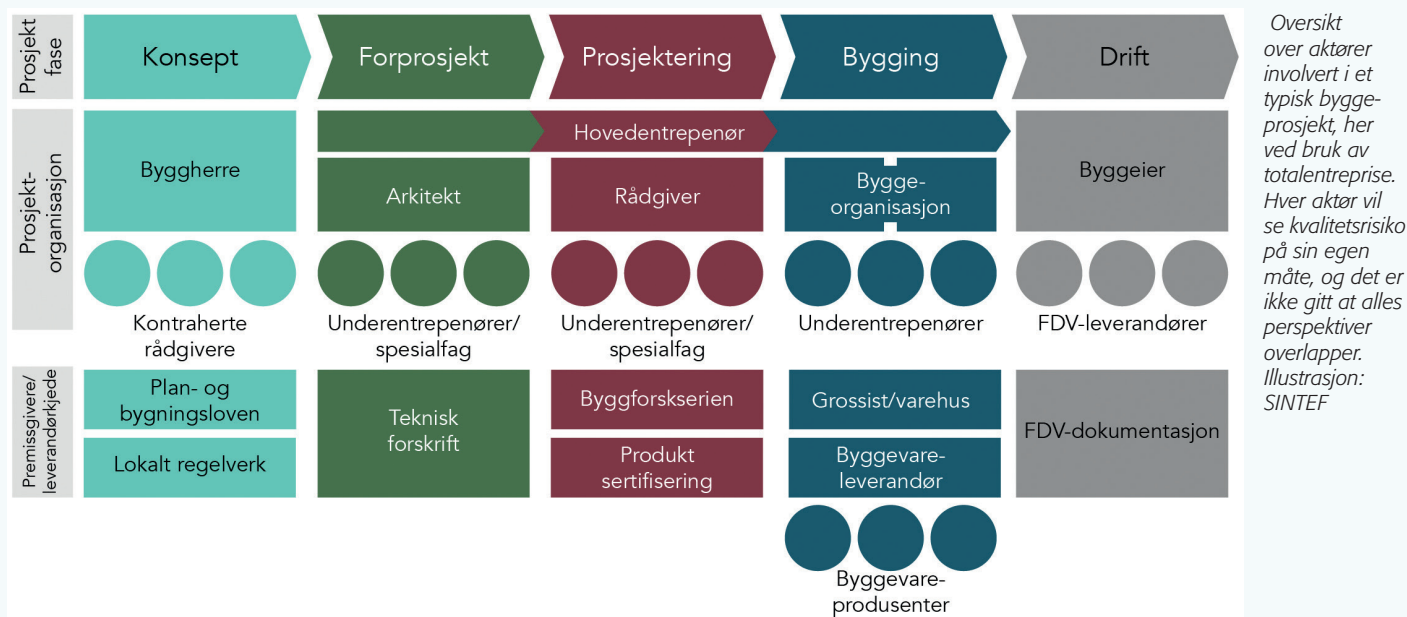 Prosjekt
fase
Konsept
Forprosjekt
Prosjektering
Bygging
Drift
Prosjekt-
organisasjon
Byggherre
Hovedentrepenør
Arkitekt
Rådgiver
Bygge-
organisasjon
Byggeier
Kontraherte
rådgivere
Underentrepenører/
spesialfag
Underentrepenører/
spesialfag
Underentrepenører
FDV-leverandører
Premissgivere/
leverandørkjede
Plan- og
bygningsloven
Lokalt regelverk
Teknisk
forskrift
Byggforskserien
Produkt
sertifisering
Grossist/varehus
Byggevare-
leverandør
FDV-dokumentasjon
Byggevare-
produsenter
Oversikt
over aktører
involvert i et
typisk bygge-
prosjekt, her
ved bruk av
totalentreprise.
Hver aktør vil
se kvalitetsrisiko
på sin egen
måte, og det er
ikke gitt at alles
perspektiver
overlapper.
Illustrasjon:
SINTEF